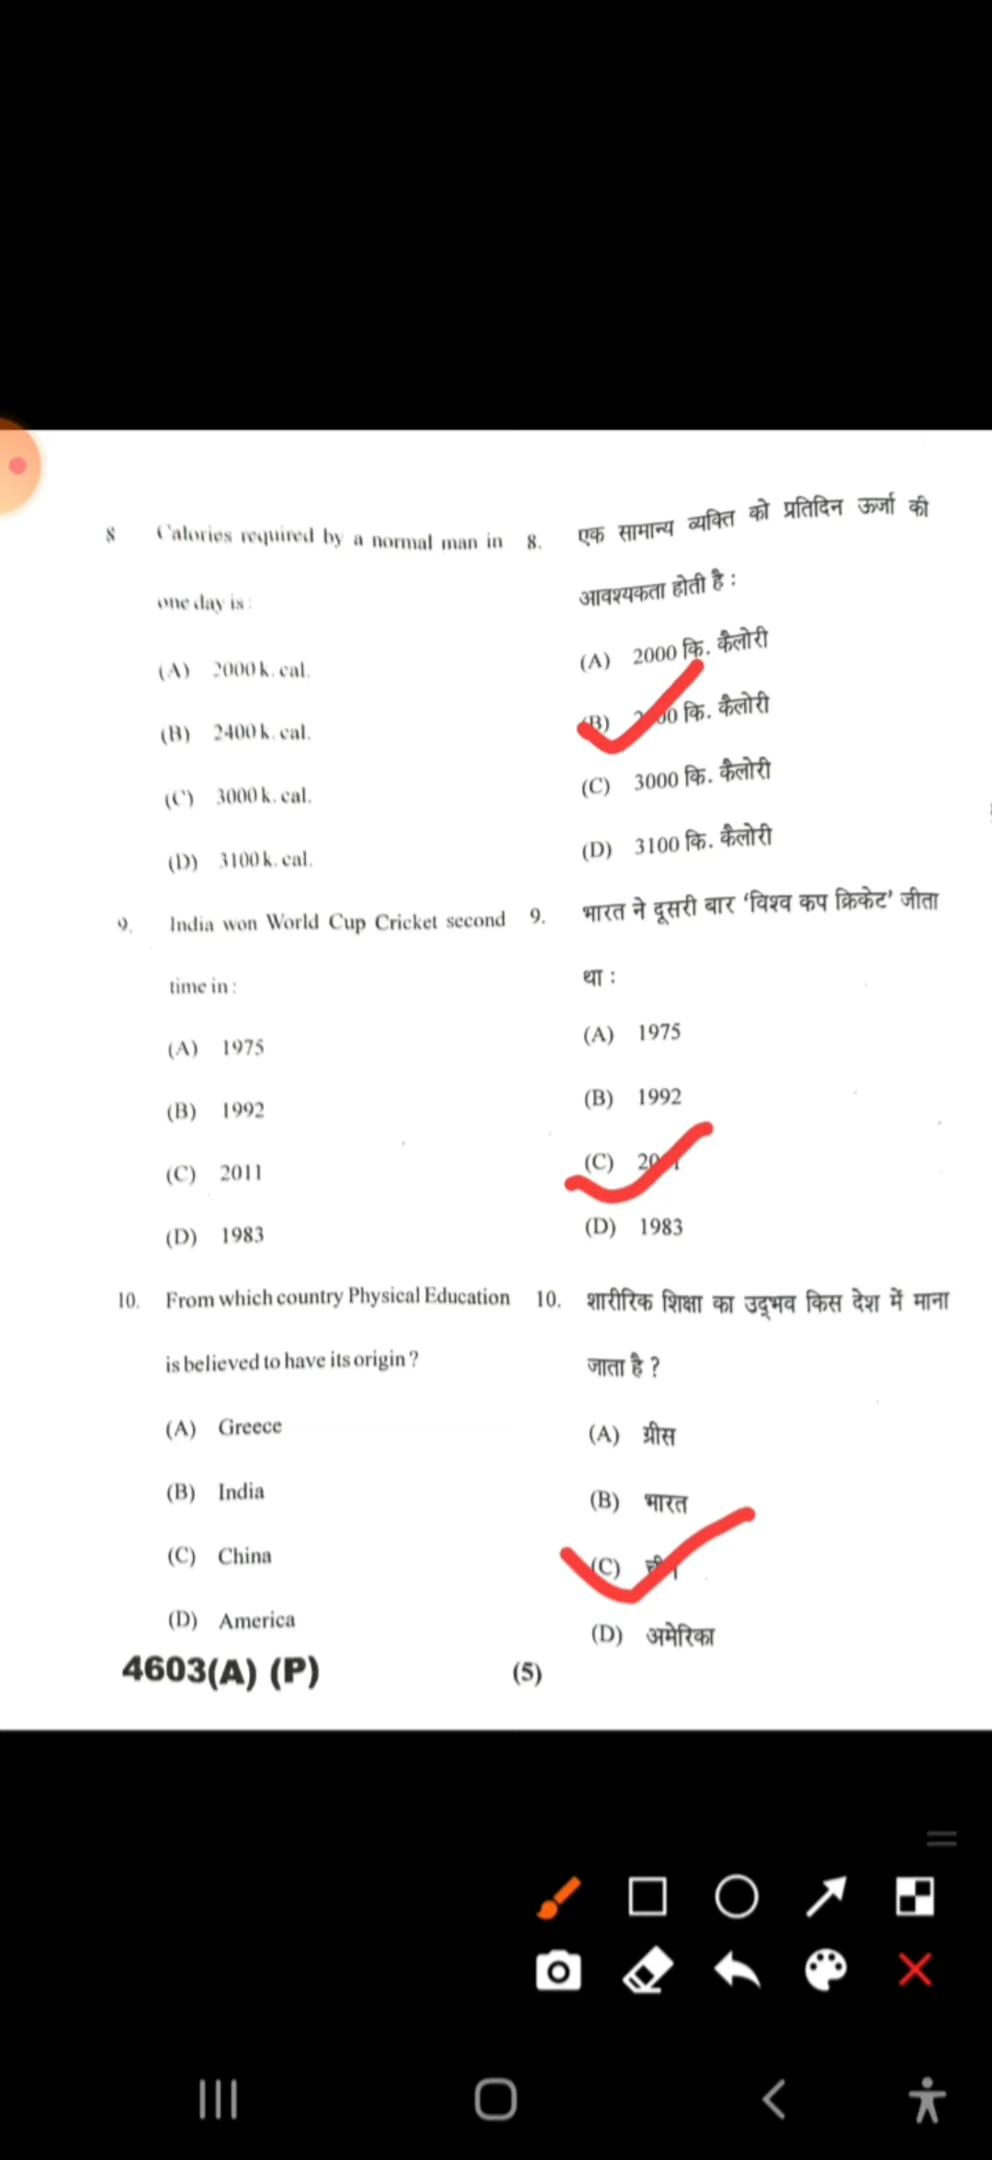 8 Calories required by a normal man in
one day is :
(A) 2000 k. cal.
(B) 2400 k. cal.
(C) 3000 k. cal.
(D) 3100 k. cal.
9. India won World Cup Cricket second
time in :
(A) 1975
(B) 1992
(C) 2011
(D) 1983
10. From which country Physical Education
is believed to have its origin ?
(A) Greece
(B) India
(C) China
(D) America
8. एक सामान्य व्यक्ति को प्रतिदिन ऊर्जा की
आवश्यकता होती है :
(A) 2000 कि. कैलोरी
(B) कि. कैलोरी
(C) 3000 कि. कैलोरी
(D) 3100 कि. कैलोरी
9. भारत ने दूसरी बार ‘विश्व कप क्रिकेट’ जीता
था :
(A) 1975
(B) 1992
(C) 2011
(D) 1983
10. शारीरिक शिक्षा का उद्भव किस देश में माना
जाता है ?
(A) ग्रीस
(B) भारत
(C) चीन
(D) अमेरिका
4603(A) (P) (5)